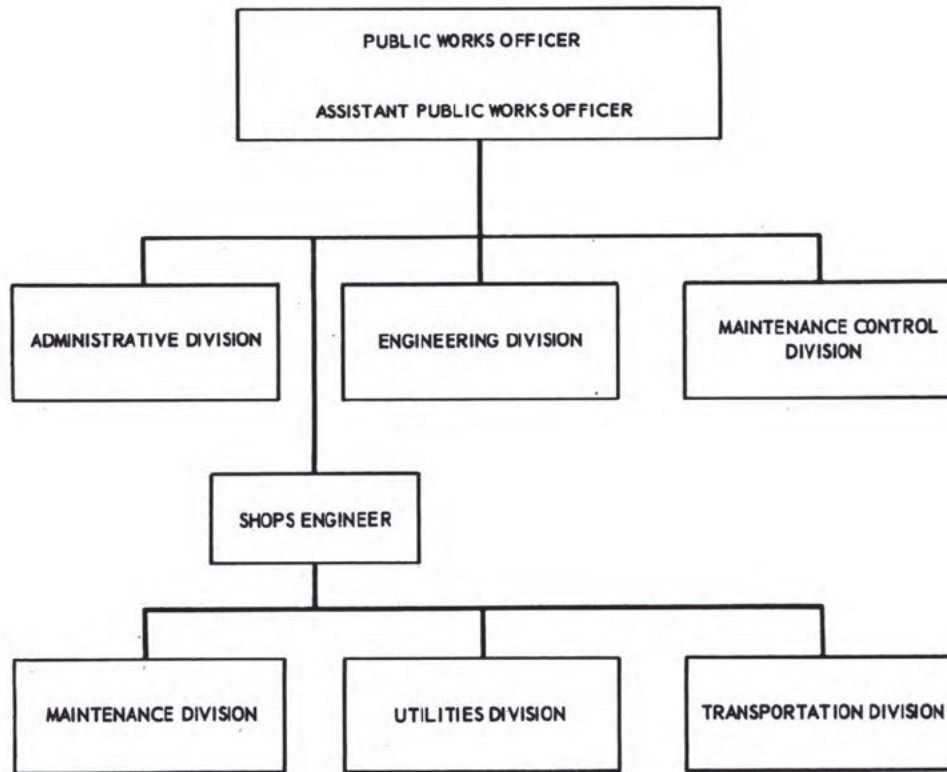 PUBLIC WORKS OFFICER
ASSISTANT PUBLIC WORKS OFFICER
ADMINISTRATIVE DIVISION
ENGINEERING DIVISION
MAINTENANCE CONTROL
DIVISION
SHOPS ENGINEER
MAINTENANCE DIVISION
UTILITIES DIVISION
TRANSPORTATION DIVISION